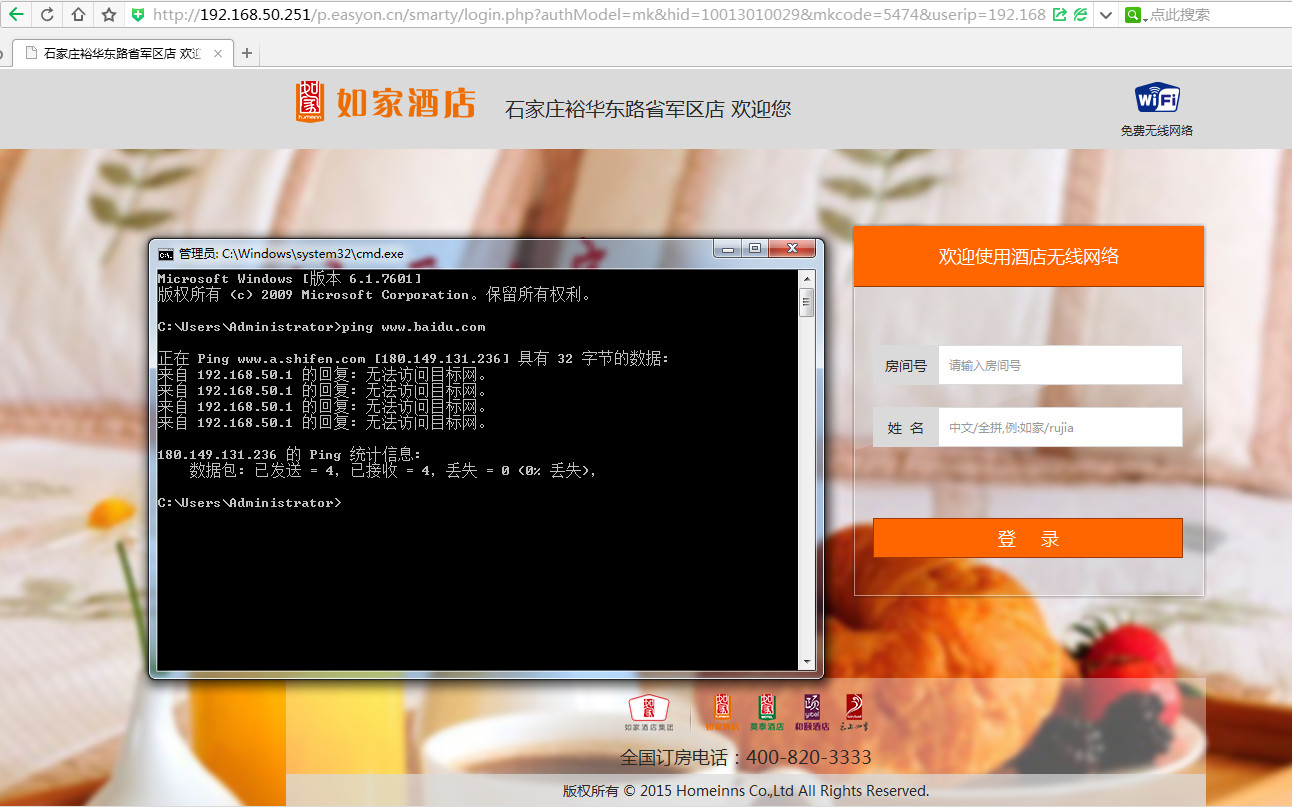 http://192.168.50.251/p.easyon.cn/smarty/login.php?authModel=mk&hid=10013010029&mkcode=5474&userip=192.168
点此搜索
石家庄裕华东路省军区店 欢迎
如家
homeinn
如家酒店
石家庄裕华东路省军区店 欢迎您
WiFi
免费无线网络
管理员: C:\Windows\system32\cmd.exe
Microsoft Windows [版本 6.1.7601]
版权所有 (c) 2009 Microsoft Corporation。保留所有权利。
C:\Users\Administrator>ping www.baidu.com
正在 Ping www.a.shifen.com [180.149.131.236] 具有 32 字节的数据:
来自 192.168.50.1 的回复: 无法访问目标网。
来自 192.168.50.1 的回复: 无法访问目标网。
来自 192.168.50.1 的回复: 无法访问目标网。
来自 192.168.50.1 的回复: 无法访问目标网。
180.149.131.236 的 Ping 统计信息:
数据包: 已发送 = 4，已接收 = 4，丢失 = 0 (0% 丢失)，
C:\Users\Administrator>
欢迎使用酒店无线网络
房间号
请输入房间号
姓 名
中文/全拼,例:如家/rujia
登 录
如家酒店集团
如家酒店
莫泰酒店
和颐酒店
全国订房电话：400-820-3333
版权所有 © 2015 Homeinns Co.,Ltd All Rights Reserved.